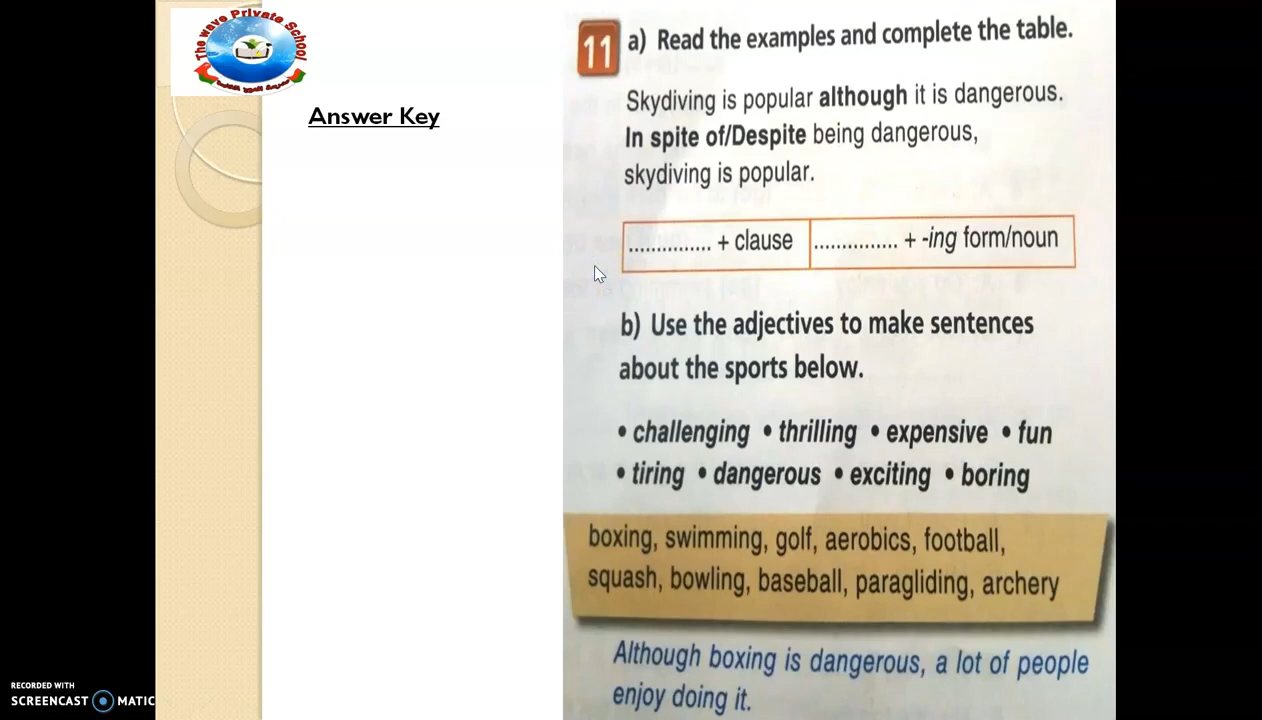 The wave Private School
Answer Key
11 a) Read the examples and complete the table.
Skydiving is popular although it is dangerous.
In spite of/Despite being dangerous,
skydiving is popular.
............... + clause ............... + -ing form/noun
b) Use the adjectives to make sentences
about the sports below.
• challenging • thrilling • expensive • fun
• tiring • dangerous • exciting • boring
boxing, swimming, golf, aerobics, football,
squash, bowling, baseball, paragliding, archery
Although boxing is dangerous, a lot of people
enjoy doing it.
RECORDED WITH
SCREENCAST MATIC